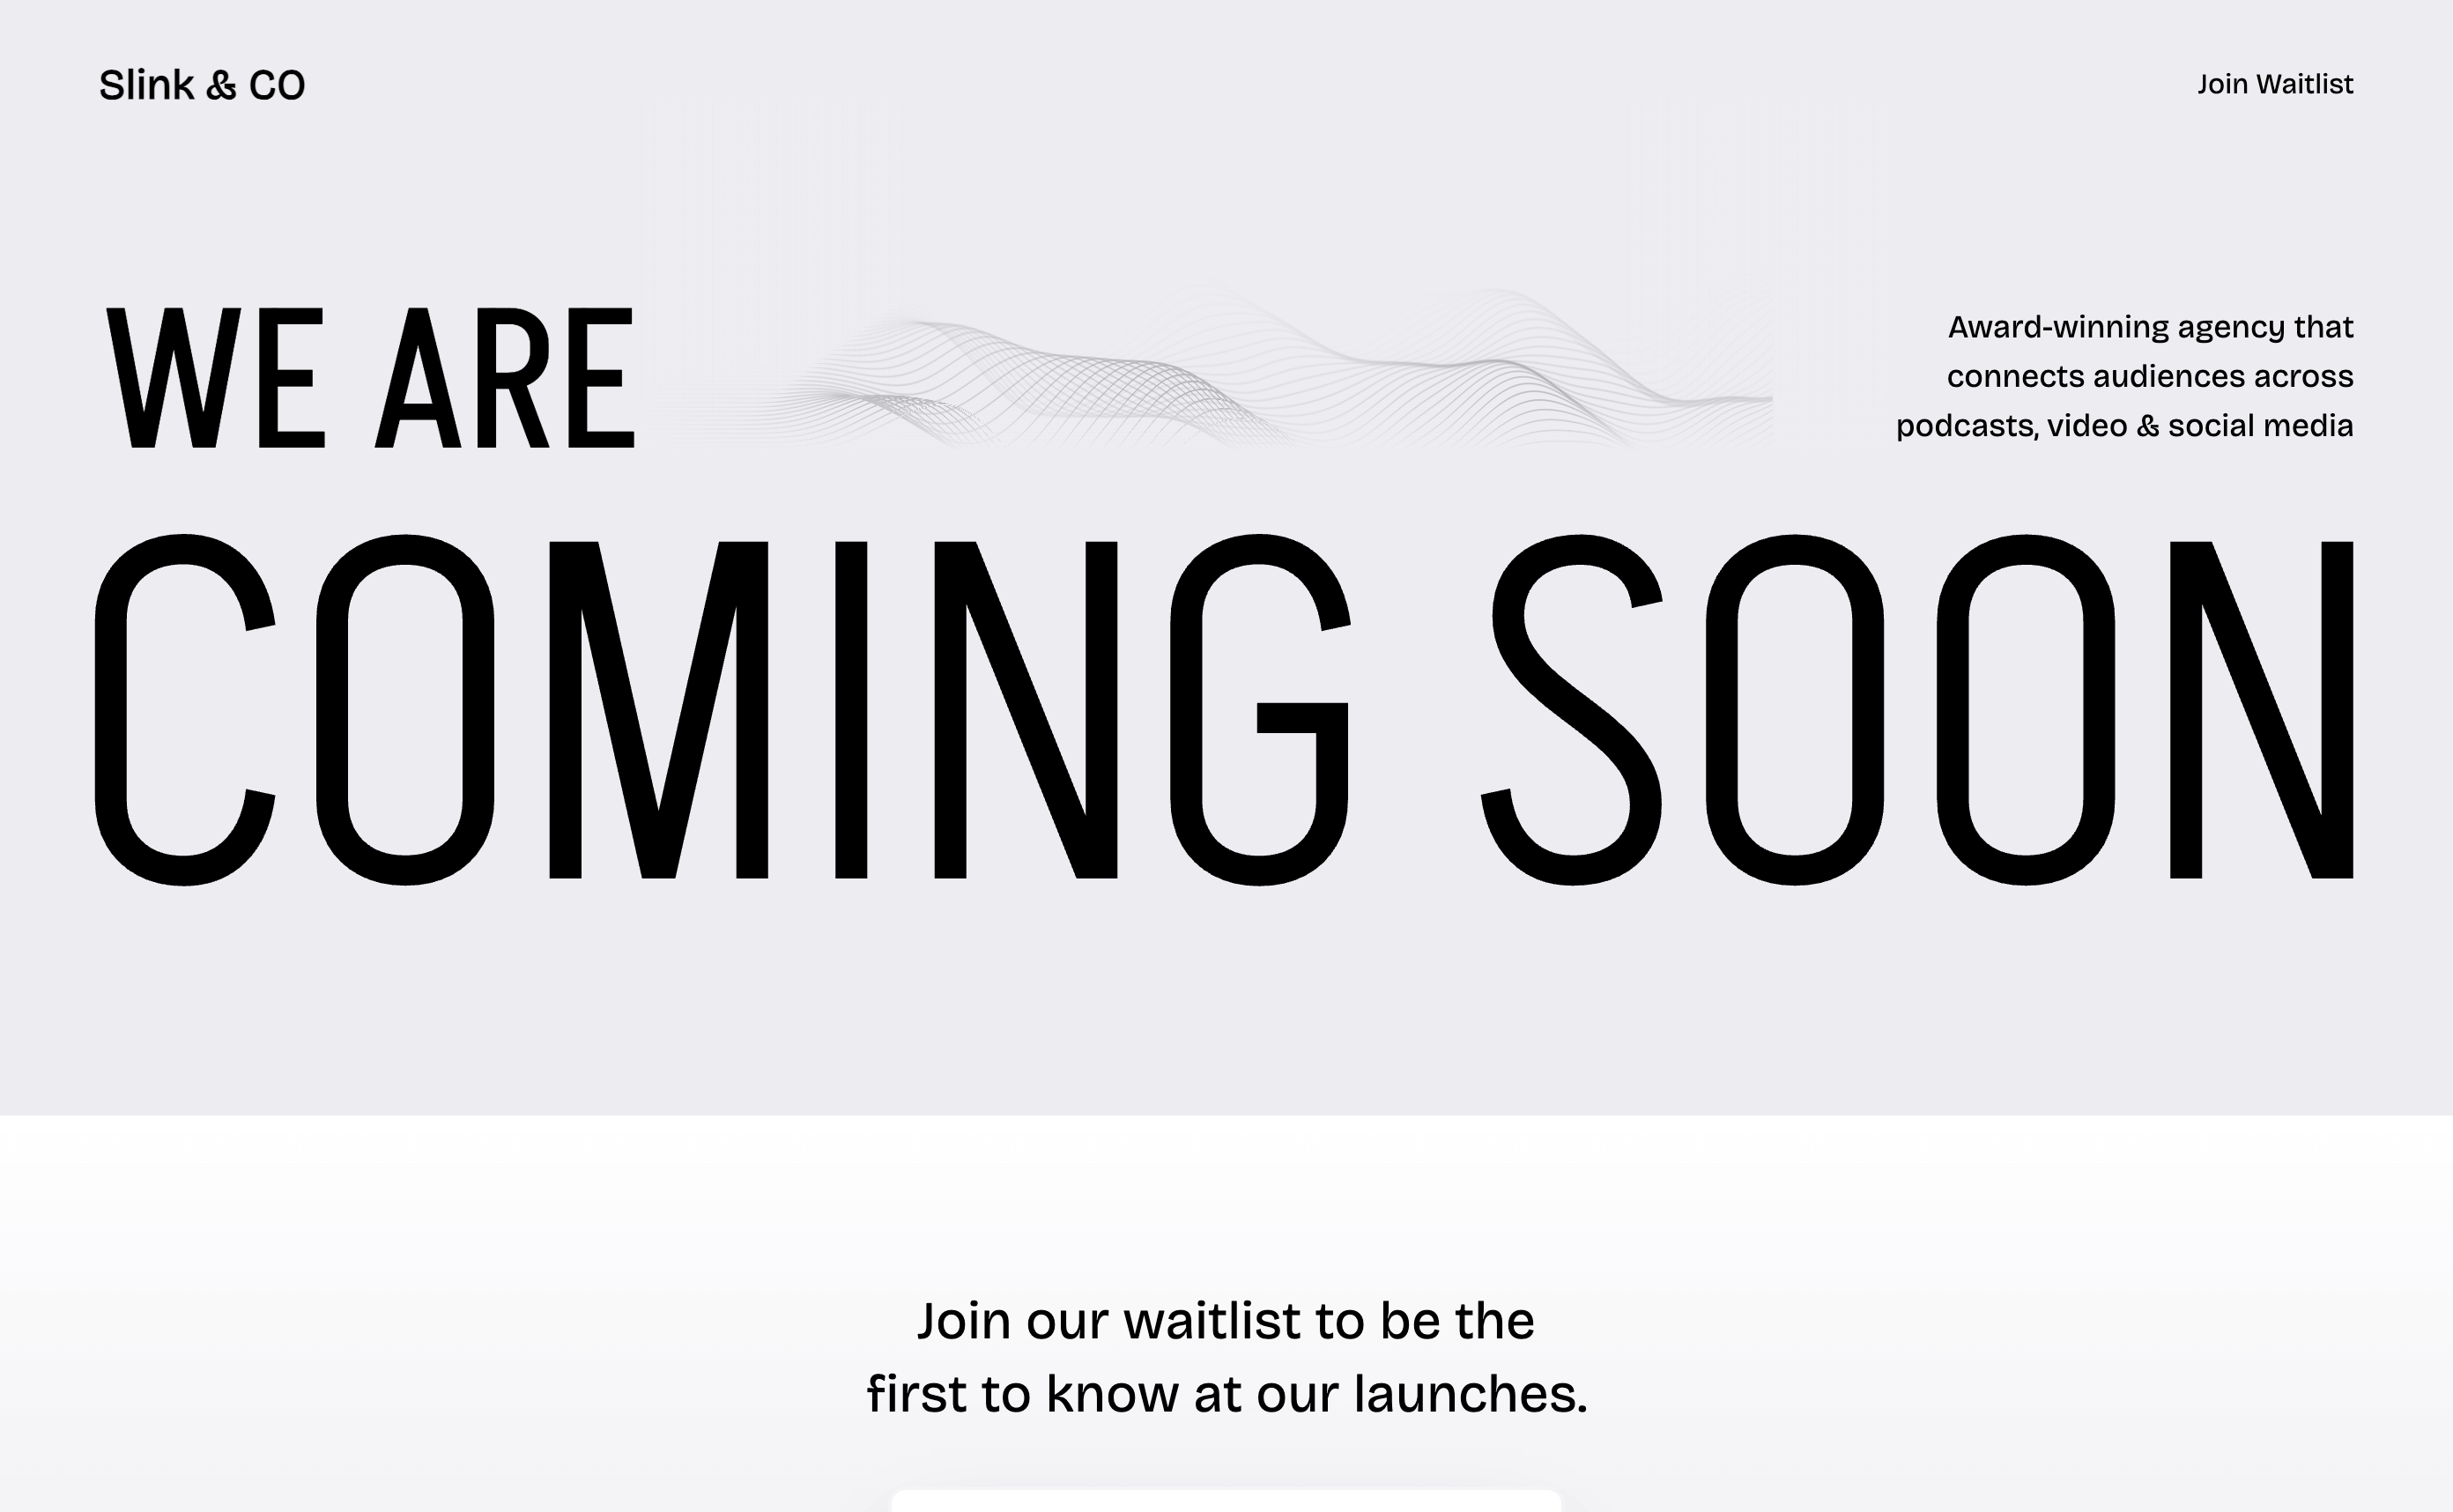 Slink & CO
Join Waitlist
WE ARE
Award-winning agency that
connects audiences across
podcasts, video & social media
COMING SOON
Join our waitlist to be the
first to know at our launches.